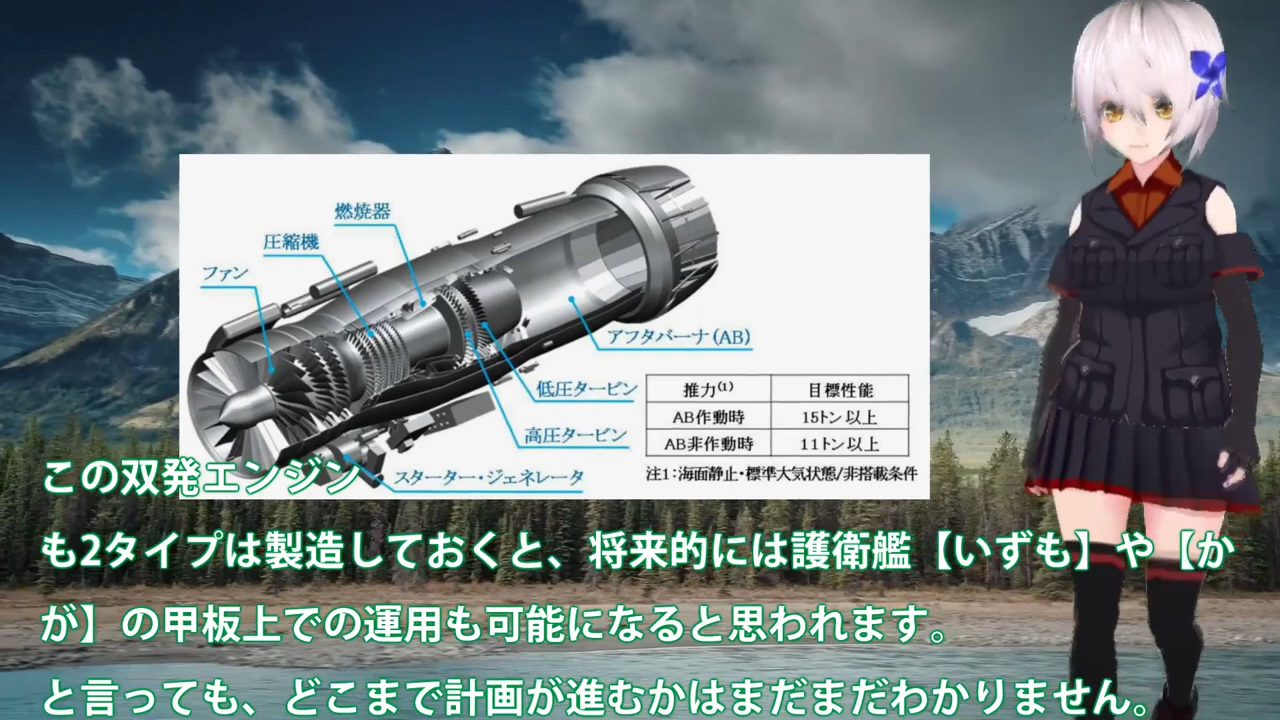 燃焼器
圧縮機
ファン
アフタバーナ(AB)
低圧タービン
高圧タービン
スターター・ジェネレータ
推力(1) 目標性能
AB作動時 15トン以上
AB非作動時 11トン以上
注1:海面静止・標準大気状態/非搭載条件
この双発エンジン
も2タイプは製造しておくと、将来的には護衛艦【いずも】や【か
が】の甲板上での運用も可能になると思われます。
と言っても、どこまで計画が進むかはまだまだわかりません。